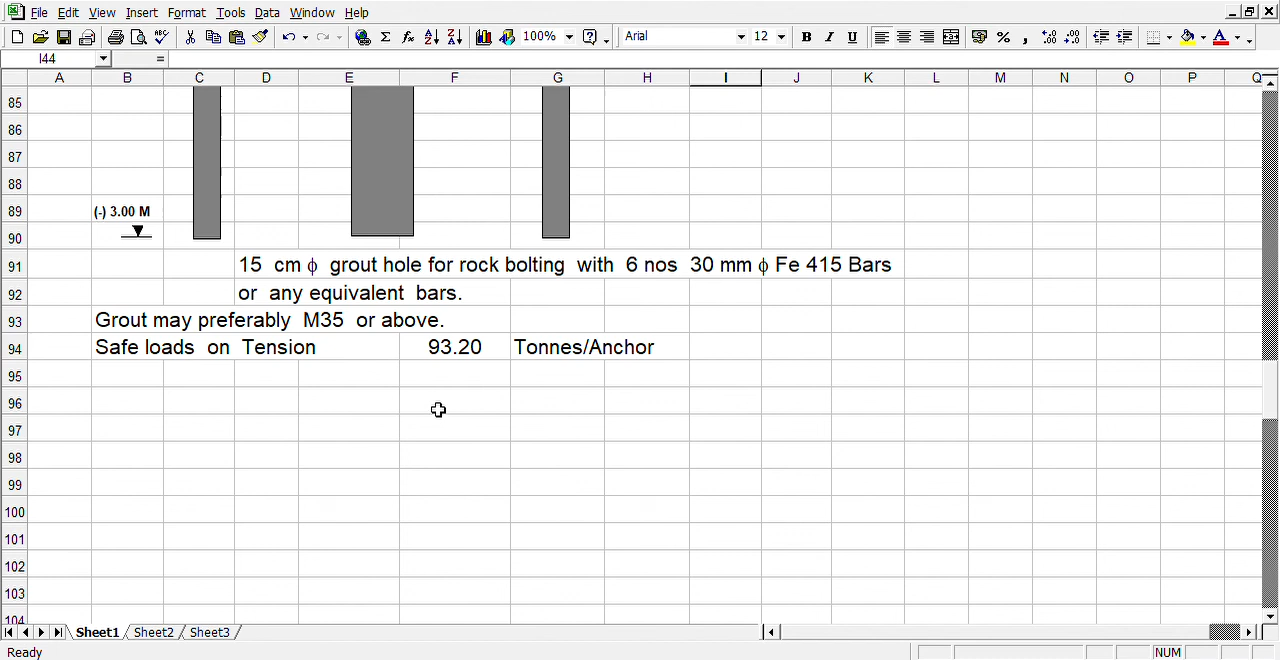 File Edit View Insert Format Tools Data Window Help
100% Arial 12 B I U % ,
I44 =
A B C D E F G H I J K L M N O P Q
85
86
87
88
89 (-) 3.00 M
90
91 15 cm ϕ grout hole for rock bolting with 6 nos 30 mm ϕ Fe 415 Bars
92 or any equivalent bars.
93 Grout may preferably M35 or above.
94 Safe loads on Tension 93.20 Tonnes/Anchor
95
96
97
98
99
100
101
102
103
104
Sheet1 Sheet2 Sheet3
Ready NUM